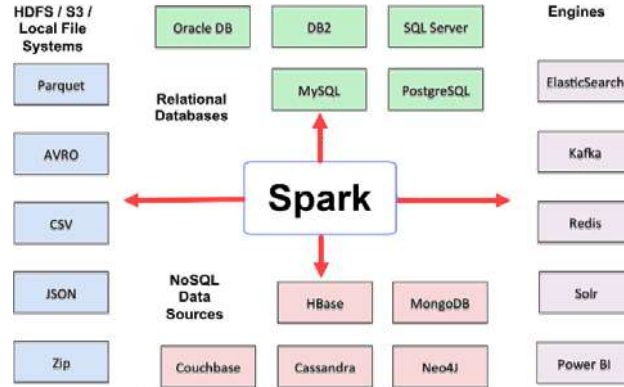 HDFS / S3 /
Local File
Systems
Parquet
AVRO
CSV
JSON
Zip
Oracle DB
DB2
SQL Server
Relational
Databases
MySQL
PostgreSQL
Spark
NoSQL
Data
Sources
HBase
MongoDB
Couchbase
Cassandra
Neo4J
Engines
ElasticSearch
Kafka
Redis
Solr
Power BI